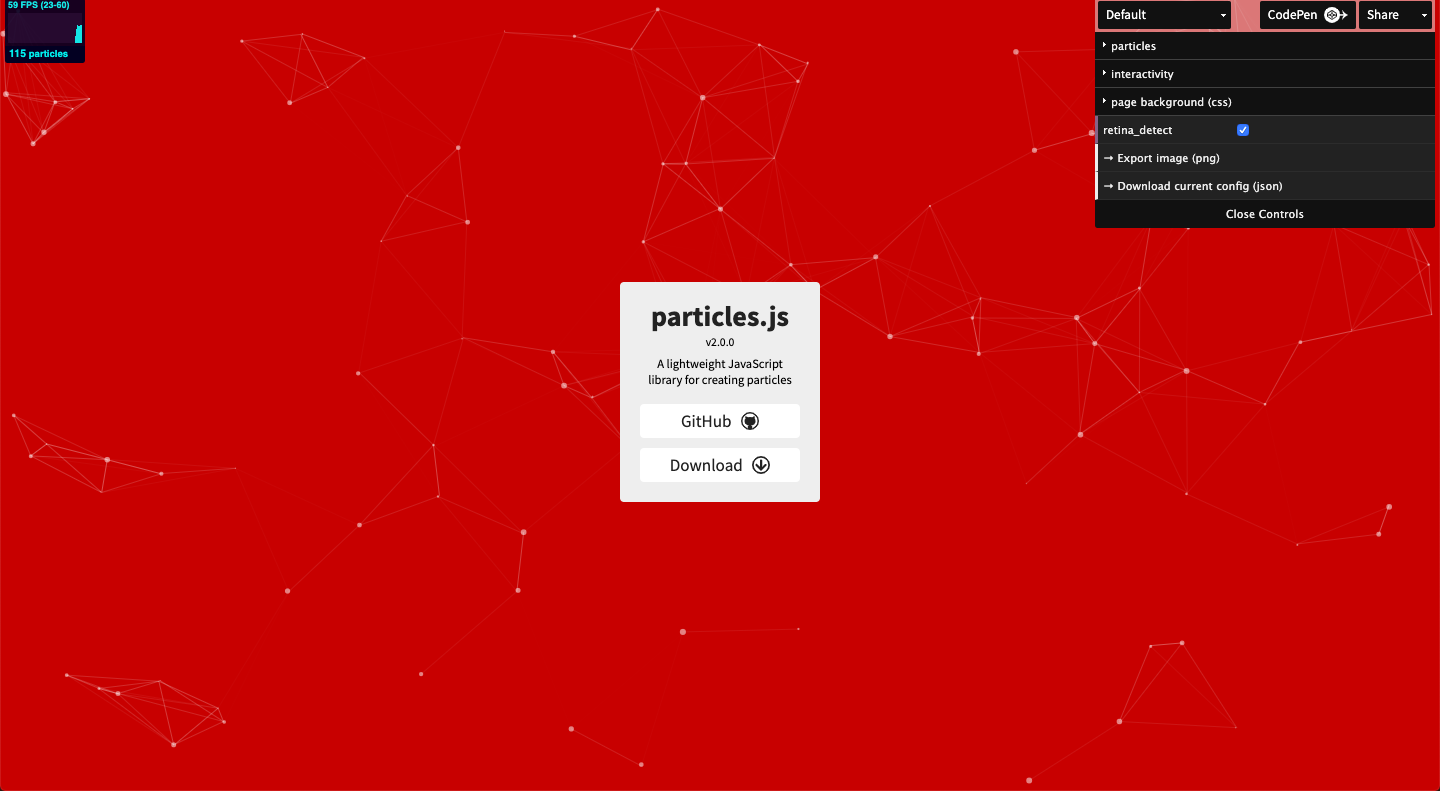 59 FPS (23-60)
115 particles
Default
CodePen
Share
particles
interactivity
page background (css)
retina_detect
→ Export image (png)
→ Download current config (json)
Close Controls
particles.js
v2.0.0
A lightweight JavaScript
library for creating particles
GitHub
Download